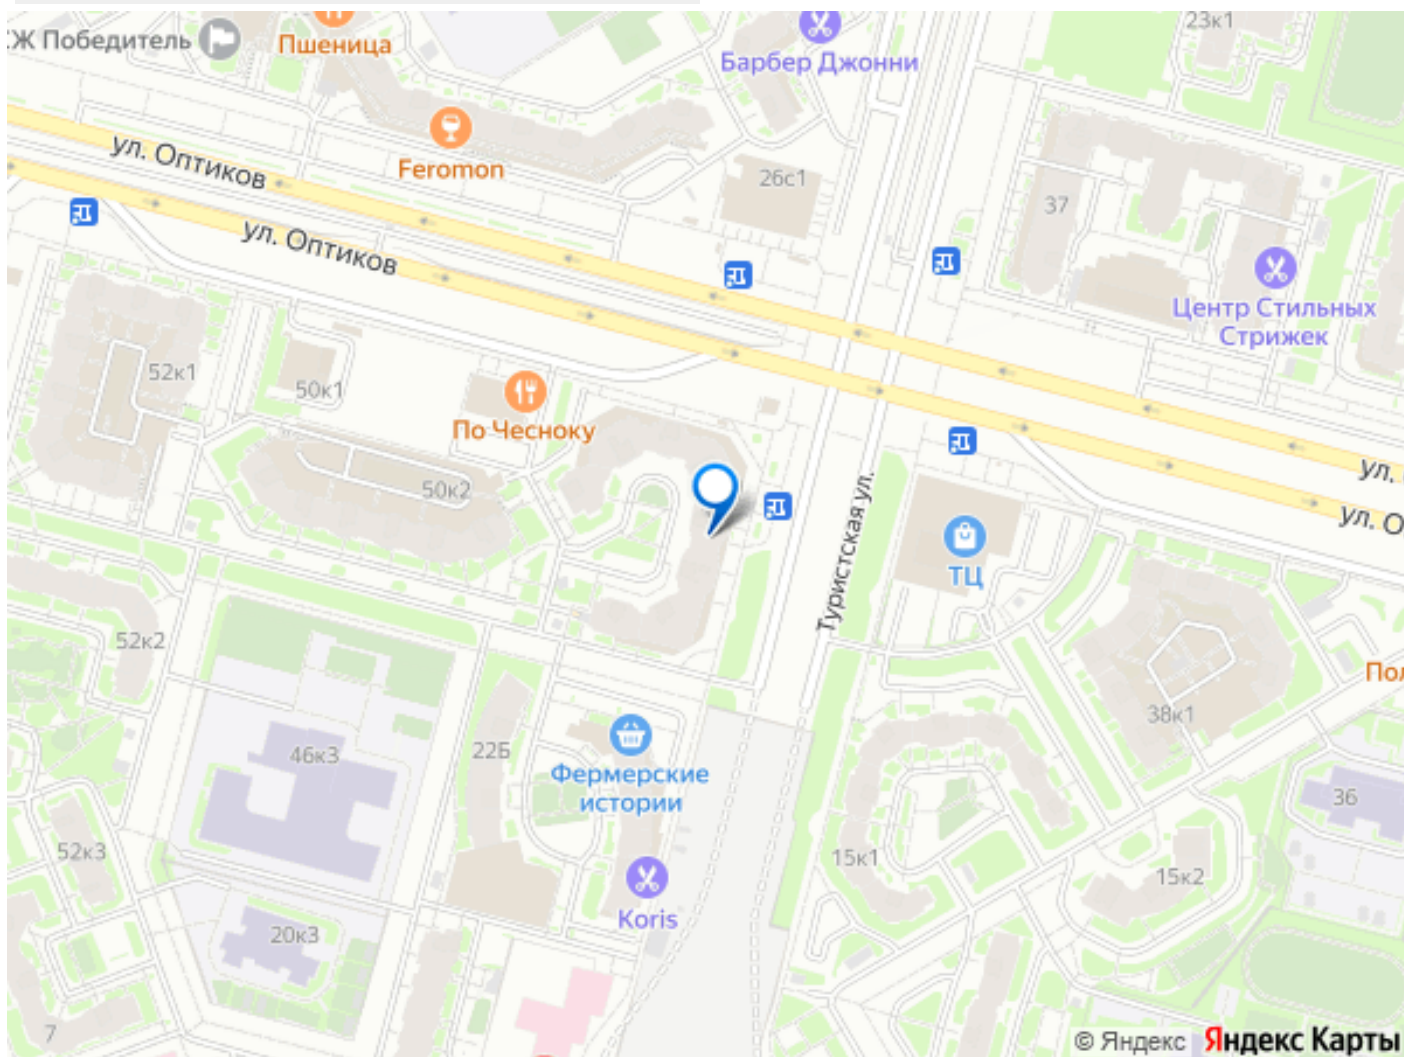 23к1
Ж Победитель
Пшеница
Барбер Джонни
ул. Оптиков
Feromon
26с1
37
ул. Оптиков
Центр Стильных
Стрижек
52к1
50к1
По Чесноку
ул.
50к2
ул. О
Туристская ул.
ТЦ
52к2
Пол
38к1
46к3
22Б
Фермерские
истории
36
52к3
15к1
15к2
Koris
20к3
7
© Яндекс Яндекс Карты